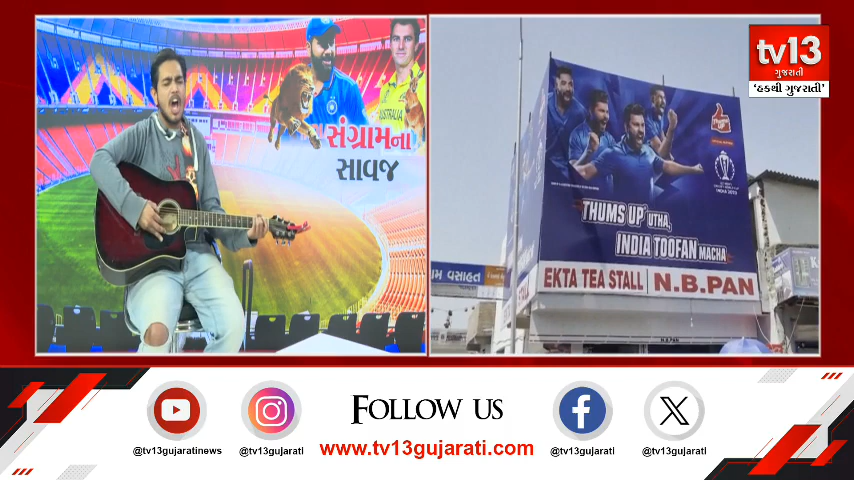 સંગ્રામના
સાવજ
AUSTRALIA
THUMS UP UTHA,
INDIA TOOFAN MACHA
EKTA TEA STALL | N.B.PAN
N.B.PAN
મ વસાહત
tv13
ગુજરાતી
‘હકથી ગુજરાતી’
FOLLOW US
www.tv13gujarati.com
@tv13gujaratinews
@tv13gujarati
@tv13gujarati
@tv13gujarati